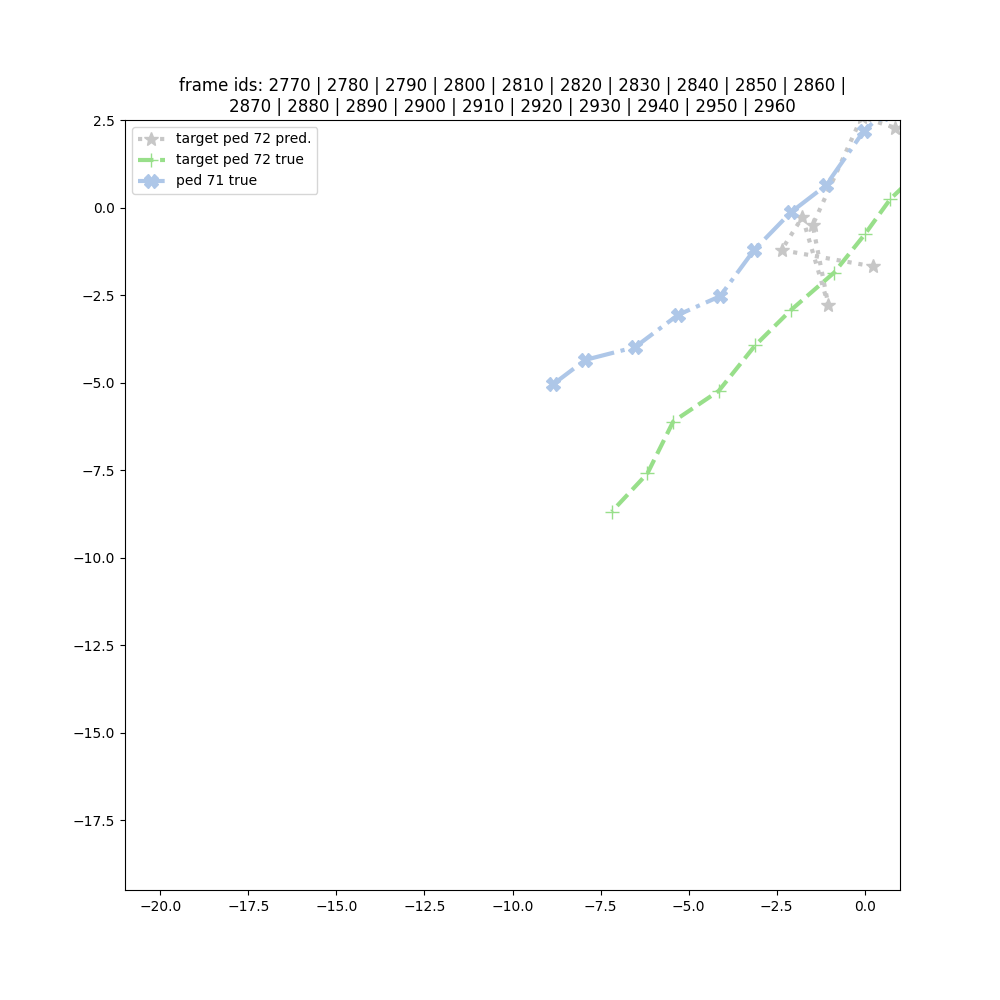 frame ids: 2770 | 2780 | 2790 | 2800 | 2810 | 2820 | 2830 | 2840 | 2850 | 2860 |
2870 | 2880 | 2890 | 2900 | 2910 | 2920 | 2930 | 2940 | 2950 | 2960
target ped 72 pred.
target ped 72 true
ped 71 true
2.5
0.0
−2.5
−5.0
−7.5
−10.0
−12.5
−15.0
−17.5
−20.0 −17.5 −15.0 −12.5 −10.0 −7.5 −5.0 −2.5 0.0